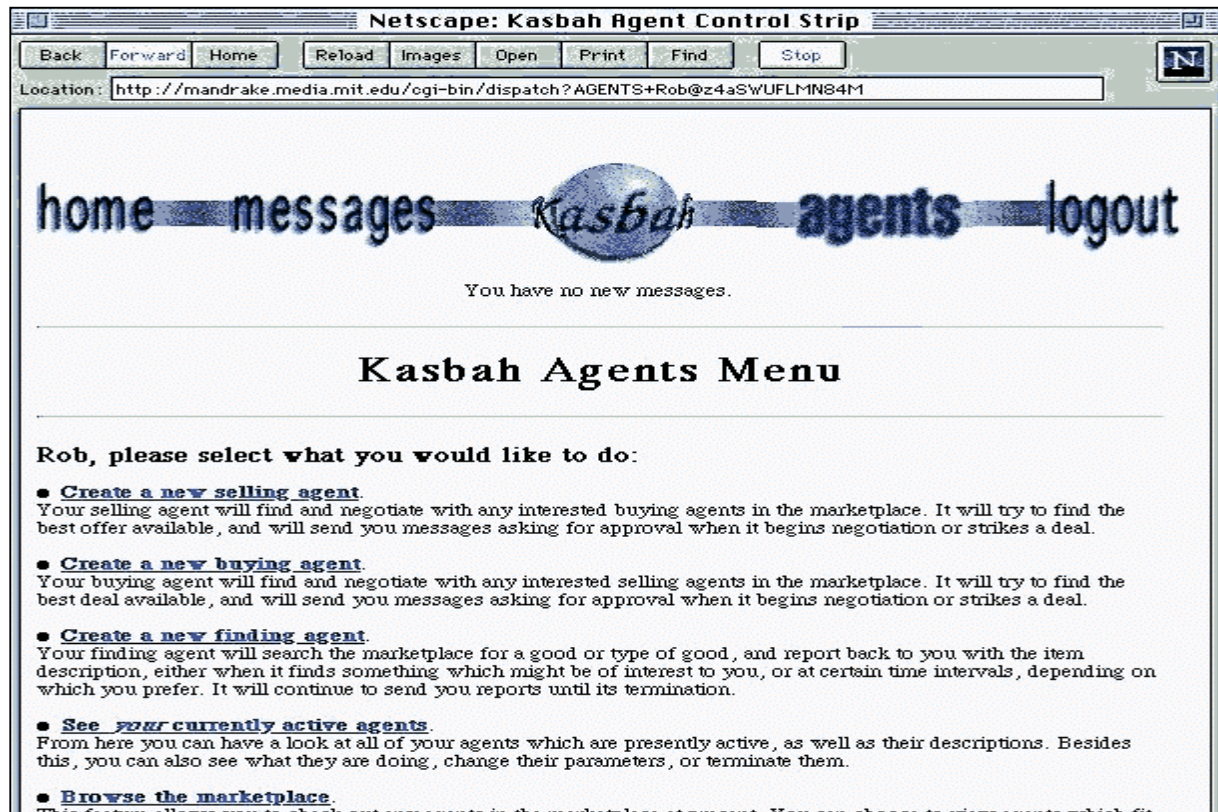 Netscape: Kasbah Agent Control Strip
Back Forward Home Reload Images Open Print Find Stop
N
Location: http://mandrake.media.mit.edu/cgi-bin/dispatch?AGENTS+Rob@z4aSWUFLMN84M
home messages Kasbah agents logout
You have no new messages.
Kasbah Agents Menu
Rob, please select what you would like to do:
• Create a new selling agent.
Your selling agent will find and negotiate with any interested buying agents in the marketplace. It will try to find the
best offer available, and will send you messages asking for approval when it begins negotiation or strikes a deal.
• Create a new buying agent.
Your buying agent will find and negotiate with any interested selling agents in the marketplace. It will try to find the
best deal available, and will send you messages asking for approval when it begins negotiation or strikes a deal.
• Create a new finding agent.
Your finding agent will search the marketplace for a good or type of good, and report back to you with the item
description, either when it finds something which might be of interest to you, or at certain time intervals, depending on
which you prefer. It will continue to send you reports until its termination.
• See your currently active agents.
From here you can have a look at all of your agents which are presently active, as well as their descriptions. Besides
this, you can also see what they are doing, change their parameters, or terminate them.
• Browse the marketplace.